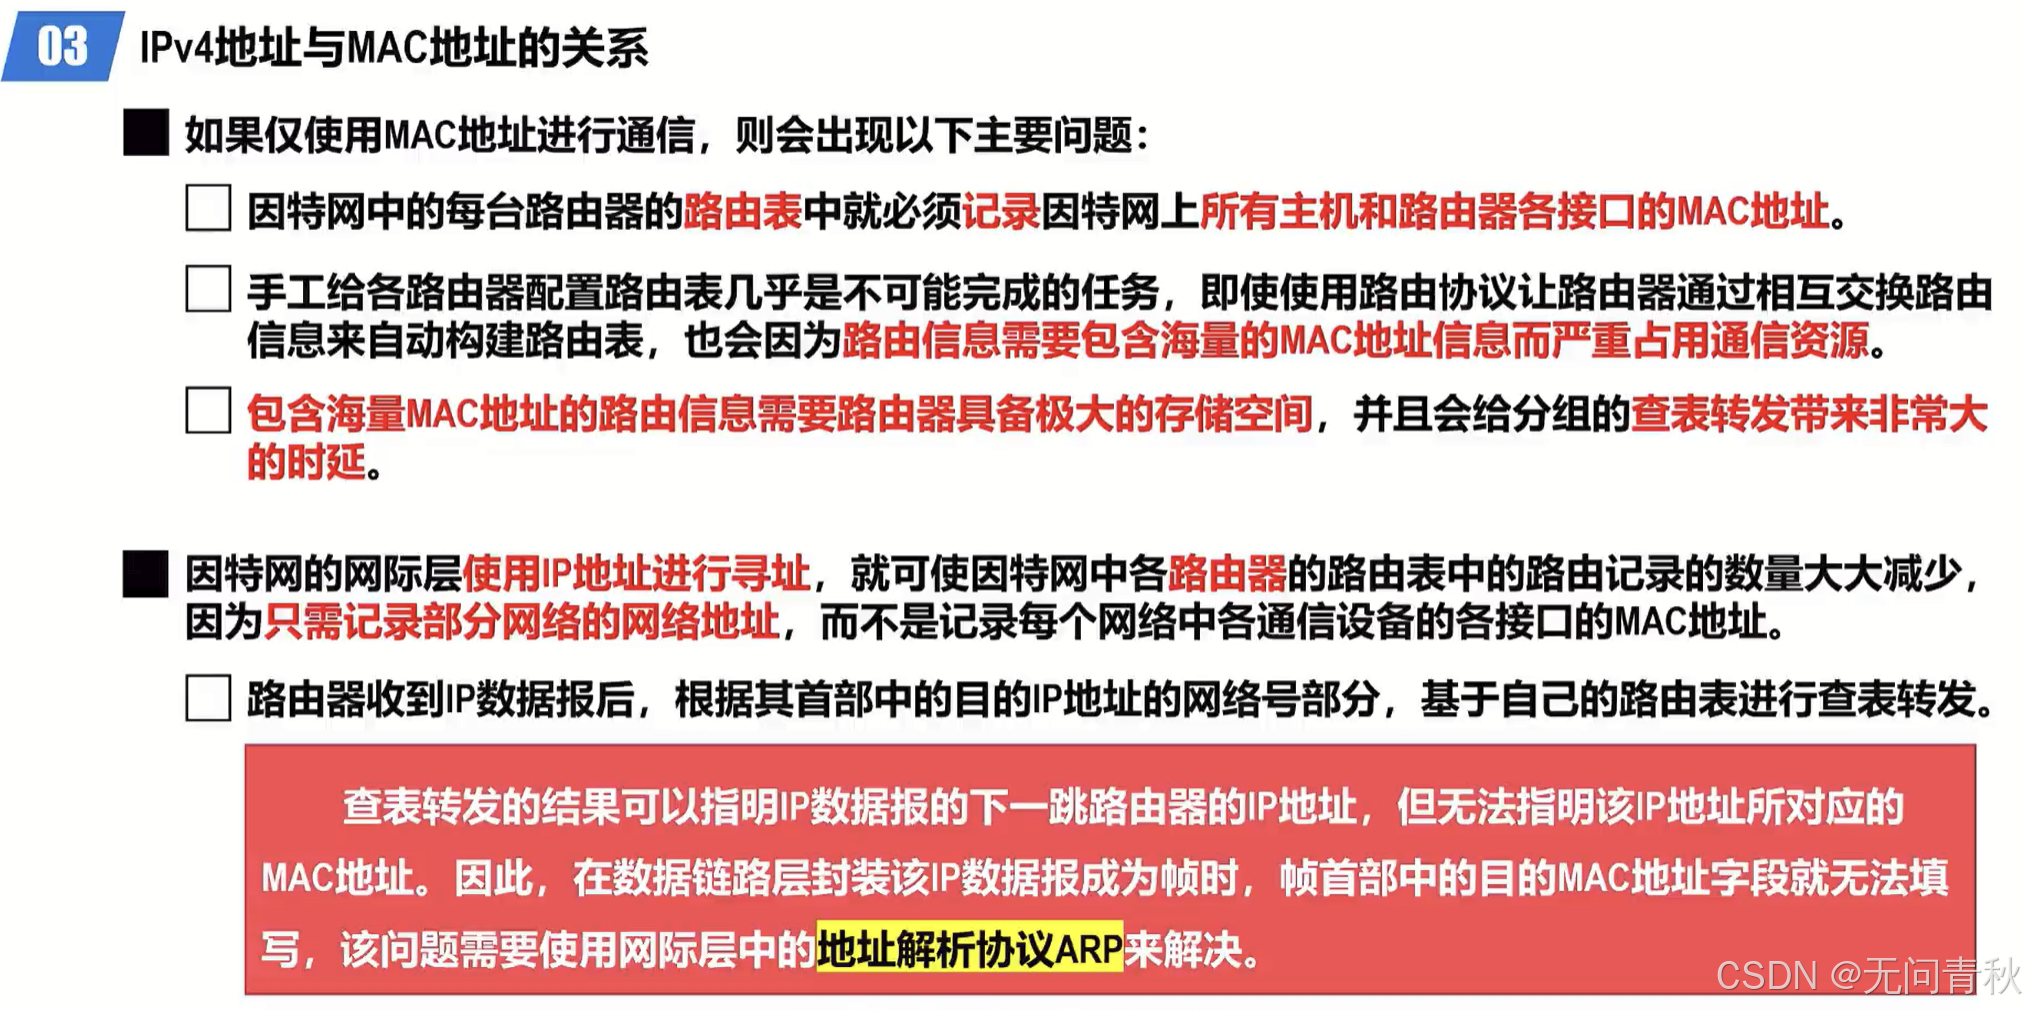 03
IPv4地址与MAC地址的关系
如果仅使用MAC地址进行通信，则会出现以下主要问题：
因特网中的每台路由器的路由表中就必须记录因特网上所有主机和路由器各接口的MAC地址。
手工给各路由器配置路由表几乎是不可能完成的任务，即使使用路由协议让路由器通过相互交换路由
信息来自动构建路由表，也会因为路由信息需要包含海量的MAC地址信息而严重占用通信资源。
包含海量MAC地址的路由信息需要路由器具备极大的存储空间，并且会给分组的查表转发带来非常大
的时延。
因特网的网际层使用IP地址进行寻址，就可使因特网中各路由器的路由表中的路由记录的数量大大减少，
因为只需记录部分网络的网络地址，而不是记录每个网络中各通信设备的各接口的MAC地址。
路由器收到IP数据报后，根据其首部中的目的IP地址的网络号部分，基于自己的路由表进行查表转发。
查表转发的结果可以指明IP数据报的下一跳路由器的IP地址，但无法指明该IP地址所对应的
MAC地址。因此，在数据链路层封装该IP数据报成为帧时，帧首部中的目的MAC地址字段就无法填
写，该问题需要使用网际层中的地址解析协议ARP来解决。
CSDN @无问青秋